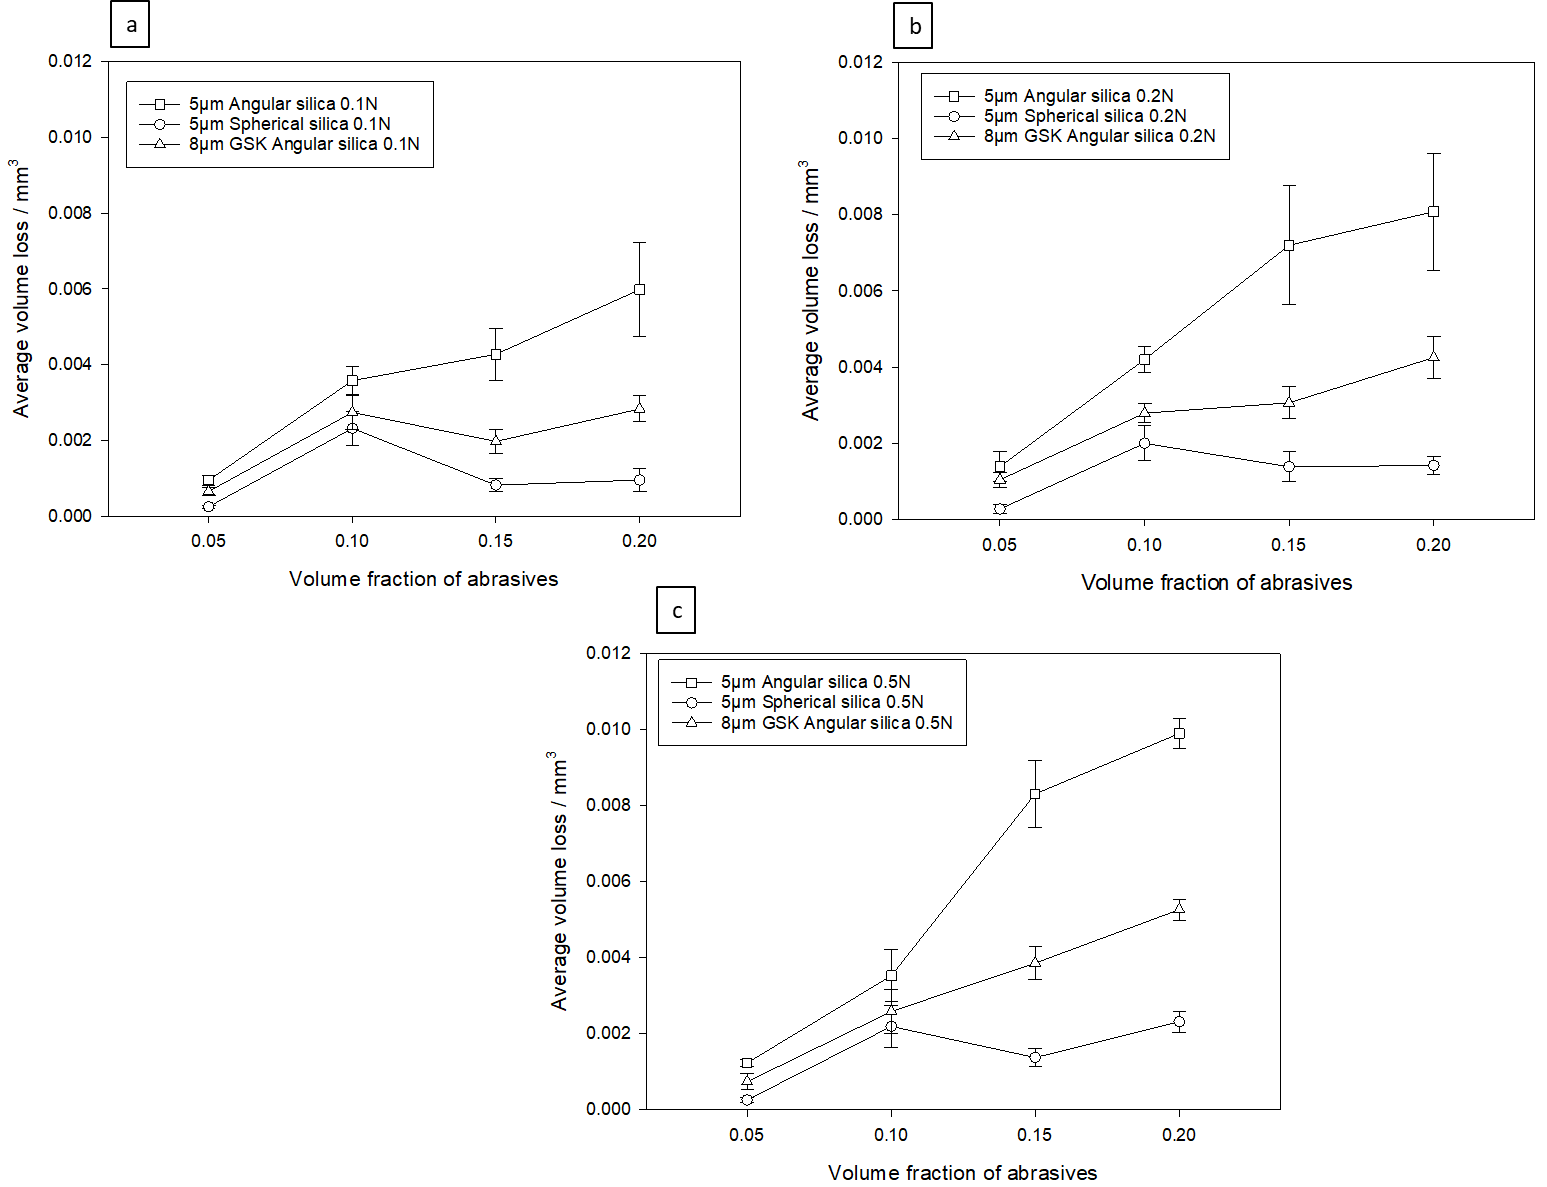 a
0.012
0.010
0.008
0.006
0.004
0.002
0.000
Average volume loss / mm³
5µm Angular silica 0.1N
5µm Spherical silica 0.1N
8µm GSK Angular silica 0.1N
0.05 0.10 0.15 0.20
Volume fraction of abrasives
b
0.012
0.010
0.008
0.006
0.004
0.002
0.000
Average volume loss / mm³
5µm Angular silica 0.2N
5µm Spherical silica 0.2N
8µm GSK Angular silica 0.2N
0.05 0.10 0.15 0.20
Volume fraction of abrasives
c
0.012
0.010
0.008
0.006
0.004
0.002
0.000
Average volume loss / mm³
5µm Angular silica 0.5N
5µm Spherical silica 0.5N
8µm GSK Angular silica 0.5N
0.05 0.10 0.15 0.20
Volume fraction of abrasives